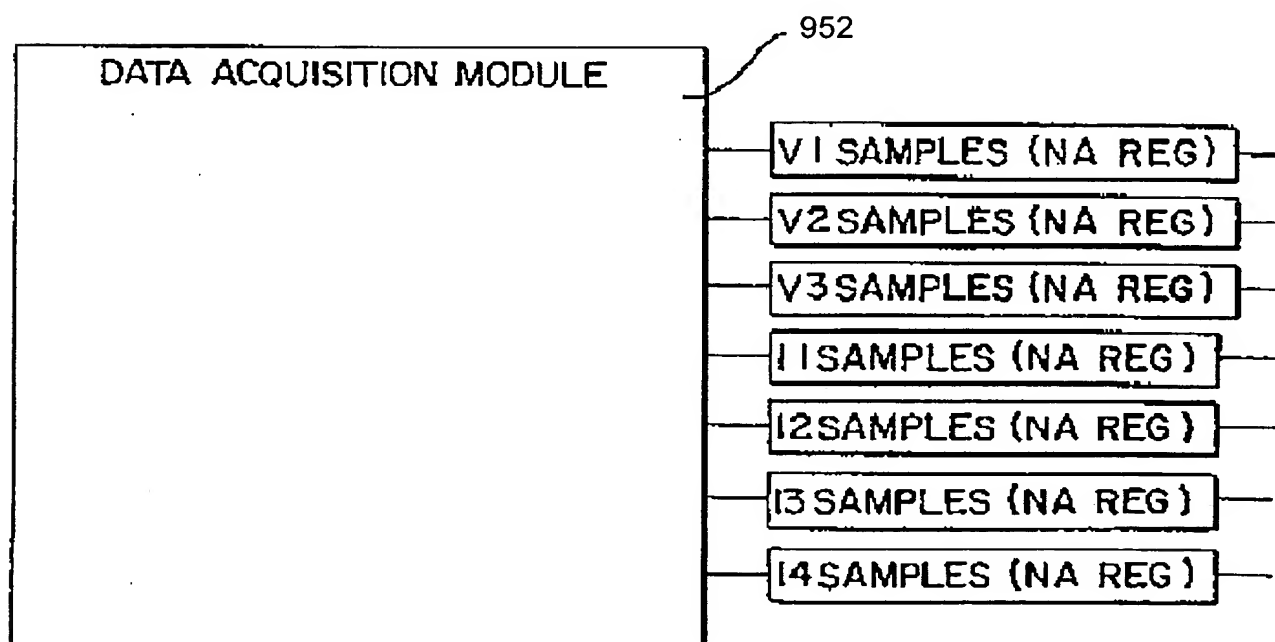 952
DATA ACQUISITION MODULE
V1 SAMPLES (NA REG)
V2 SAMPLES (NA REG)
V3 SAMPLES (NA REG)
I1 SAMPLES (NA REG)
I2 SAMPLES (NA REG)
I3 SAMPLES (NA REG)
I4 SAMPLES (NA REG)